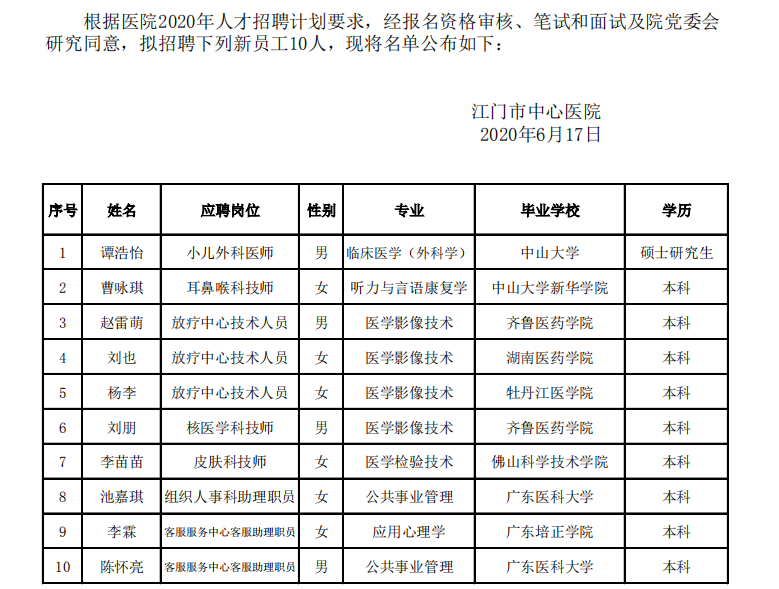 根据医院2020年人才招聘计划要求，经报名资格审核、笔试和面试及院党委会
研究同意，拟招聘下列新员工10人，现将名单公布如下：
江门市中心医院
2020年6月17日
序号 姓名 应聘岗位 性别 专业 毕业学校 学历
1 谭浩怡 小儿外科医师 男 临床医学（外科学） 中山大学 硕士研究生
2 曹咏琪 耳鼻喉科技师 女 听力与言语康复学 中山大学新华学院 本科
3 赵雷萌 放疗中心技术人员 男 医学影像技术 齐鲁医药学院 本科
4 刘也 放疗中心技术人员 女 医学影像技术 湖南医药学院 本科
5 杨李 放疗中心技术人员 女 医学影像技术 牡丹江医学院 本科
6 刘朋 核医学科技师 男 医学影像技术 齐鲁医药学院 本科
7 李苗苗 皮肤科技师 女 医学检验技术 佛山科学技术学院 本科
8 池嘉琪 组织人事科助理职员 女 公共事业管理 广东医科大学 本科
9 李霖 客服服务中心客服助理职员 女 应用心理学 广东培正学院 本科
10 陈怀亮 客服服务中心客服助理职员 男 公共事业管理 广东医科大学 本科